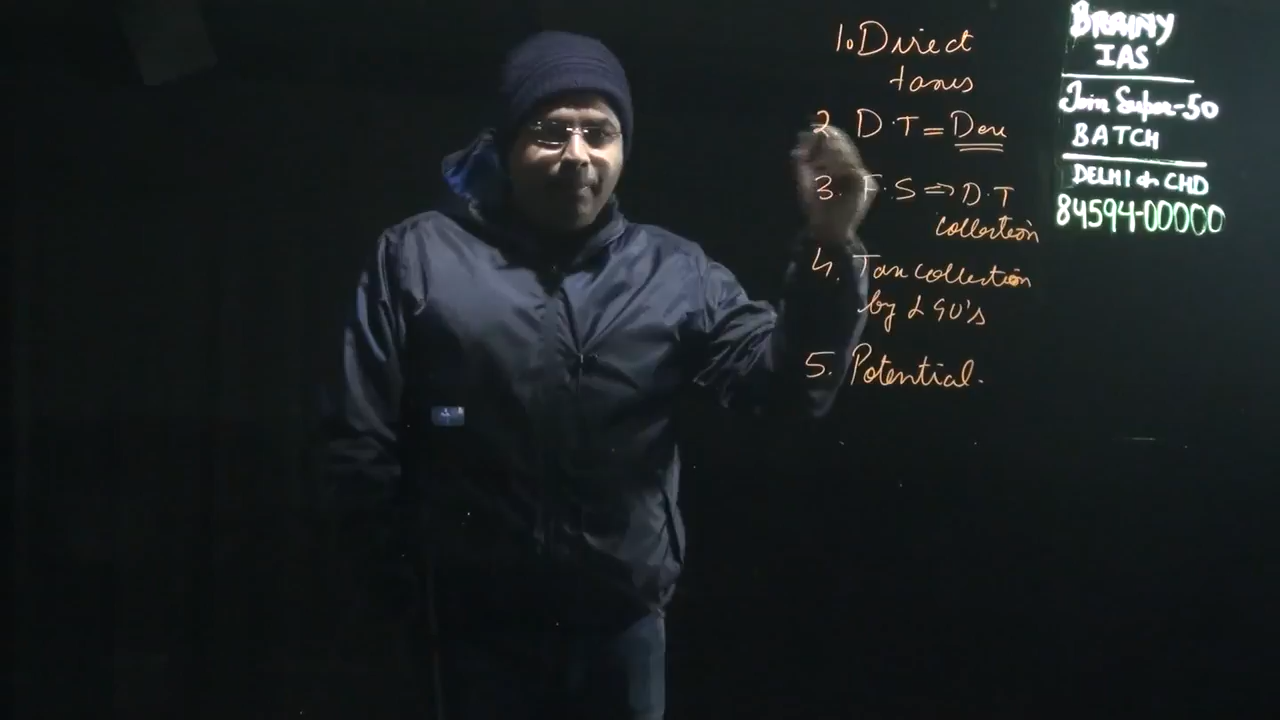 1. Direct
taxes
2. D.T = Dev
3. F.S => D.T
collection
4. Tax collection
by LGU's
5. Potential.
BRAINY
IAS
Join Super-50
BATCH
DELHI & CHD
84594-00000